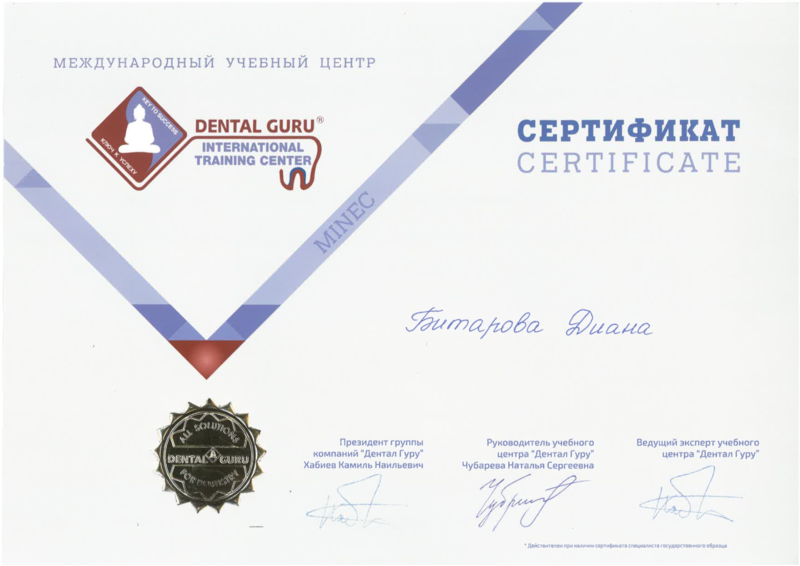 МЕЖДУНАРОДНЫЙ УЧЕБНЫЙ ЦЕНТР
KEY TO SUCCESS
КЛЮЧ К УСПЕХУ
DENTAL GURU®
INTERNATIONAL
TRAINING CENTER
СЕРТИФИКАТ
CERTIFICATE
MINEC
Битарова Диана
ALL SOLUTIONS
DENTAL GURU
FOR DENTISTRY
Президент группы
компаний "Дентал Гуру"
Хабиев Камиль Наильевич
Руководитель учебного
центра "Дентал Гуру"
Чубарева Наталья Сергеевна
Ведущий эксперт учебного
центра "Дентал Гуру"
* Действителен при наличии сертификата специалиста государственного образца